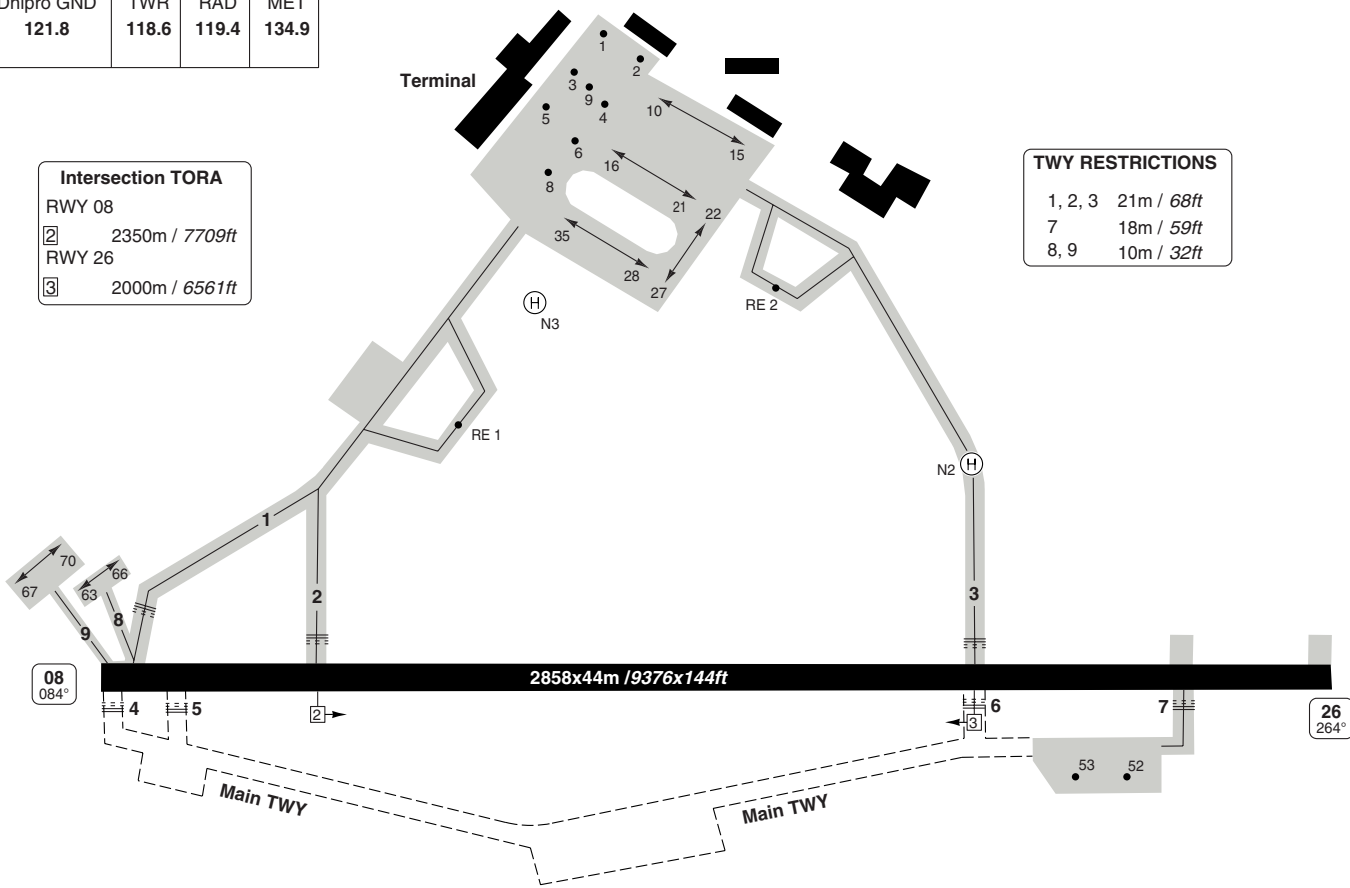 Dnipro GND TWR RAD MET
121.8 118.6 119.4 134.9
Terminal
1
2
3
9
4
5
6
8
10
15
16
21
22
35
28
27
Intersection TORA
RWY 08
2 2350m / 7709ft
RWY 26
3 2000m / 6561ft
TWY RESTRICTIONS
1, 2, 3 21m / 68ft
7 18m / 59ft
8, 9 10m / 32ft
H
N3
RE 2
RE 1
N2 H
1
2
3
70
67
66
63
8
9
08
084°
2858x44m /9376x144ft
26
264°
4
5
2
6
3
7
53
52
Main TWY
Main TWY